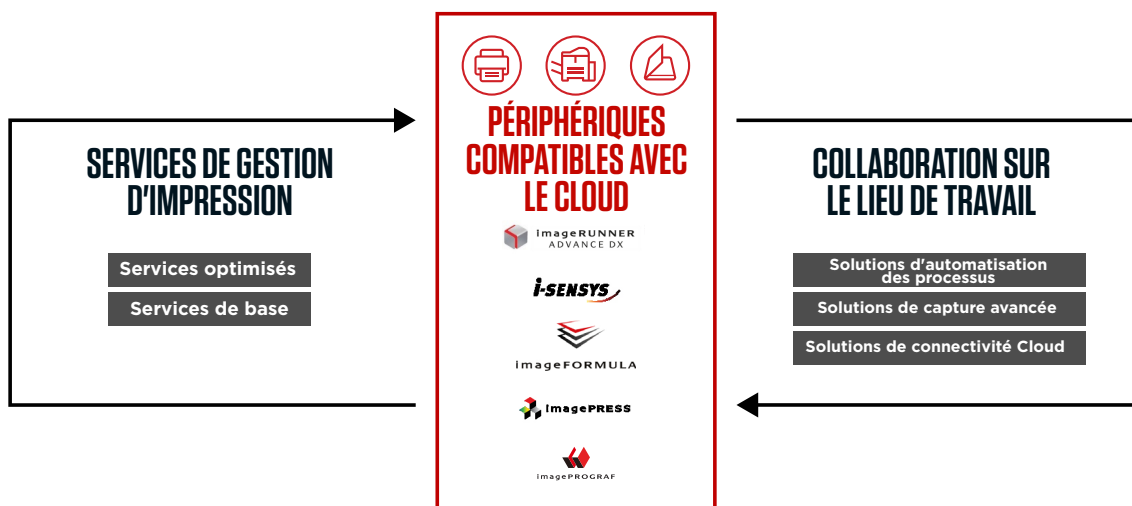 SERVICES DE GESTION
D'IMPRESSION
Services optimisés
Services de base
PÉRIPHÉRIQUES
COMPATIBLES AVEC
LE CLOUD
imageRUNNER
ADVANCE DX
i-SENSYS
imageFORMULA
imagePRESS
imagePROGRAF
COLLABORATION SUR
LE LIEU DE TRAVAIL
Solutions d'automatisation
des processus
Solutions de capture avancée
Solutions de connectivité Cloud